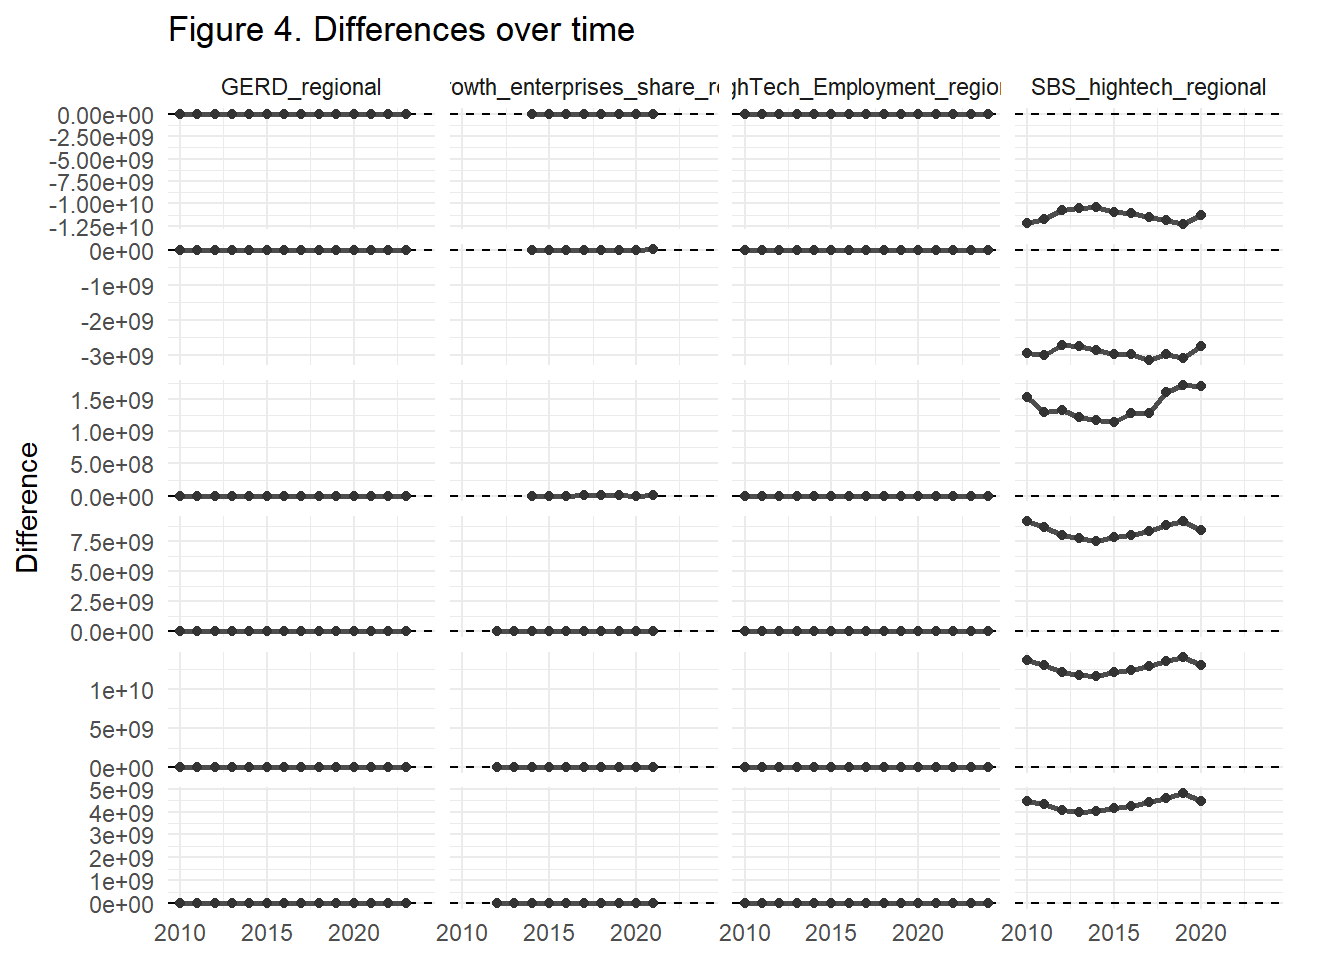 Figure 4. Differences over time
GERD_regional
rowth_enterprises_share_re
ghTech_Employment_region
SBS_hightech_regional
Difference
0.00e+00
-2.50e+09
-5.00e+09
-7.50e+09
-1.00e+10
-1.25e+10
0e+00
-1e+09
-2e+09
-3e+09
1.5e+09
1.0e+09
5.0e+08
0.0e+00
7.5e+09
5.0e+09
2.5e+09
0.0e+00
1e+10
5e+09
0e+00
5e+09
4e+09
3e+09
2e+09
1e+09
0e+00
2010 2015 2020 2010 2015 2020 2010 2015 2020 2010 2015 2020